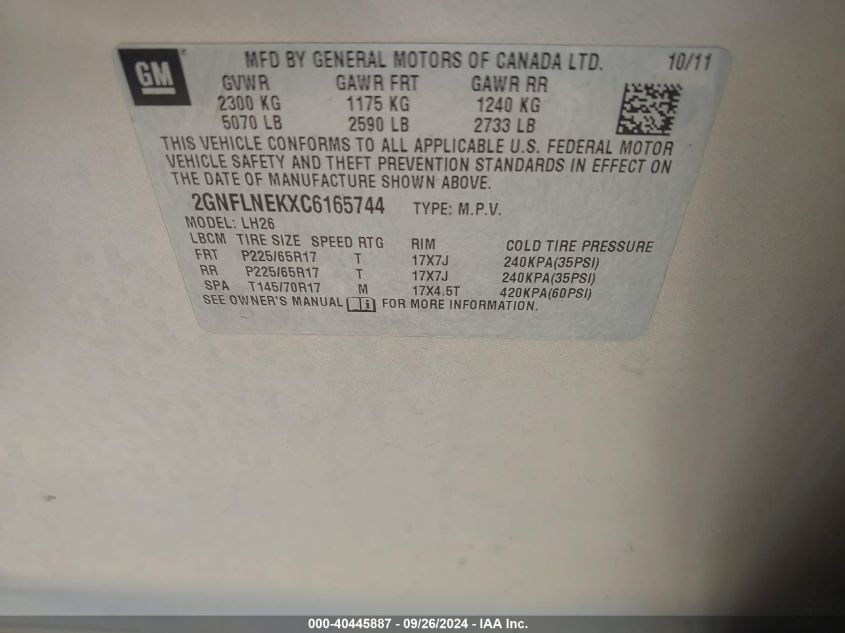 GM
MFD BY GENERAL MOTORS OF CANADA LTD. 10/11
GVWR GAWR FRT GAWR RR
2300 KG 1175 KG 1240 KG
5070 LB 2590 LB 2733 LB
THIS VEHICLE CONFORMS TO ALL APPLICABLE U.S. FEDERAL MOTOR
VEHICLE SAFETY AND THEFT PREVENTION STANDARDS IN EFFECT ON
THE DATE OF MANUFACTURE SHOWN ABOVE.
2GNFLNEKXC6165744 TYPE: M.P.V.
MODEL: LH26
LBCM TIRE SIZE SPEED RTG RIM COLD TIRE PRESSURE
FRT P225/65R17 T 17X7J 240KPA(35PSI)
RR P225/65R17 T 17X7J 240KPA(35PSI)
SPA T145/70R17 M 17X4.5T 420KPA(60PSI)
SEE OWNER'S MANUAL FOR MORE INFORMATION.
000-40445887 - 09/26/2024 - IAA Inc.